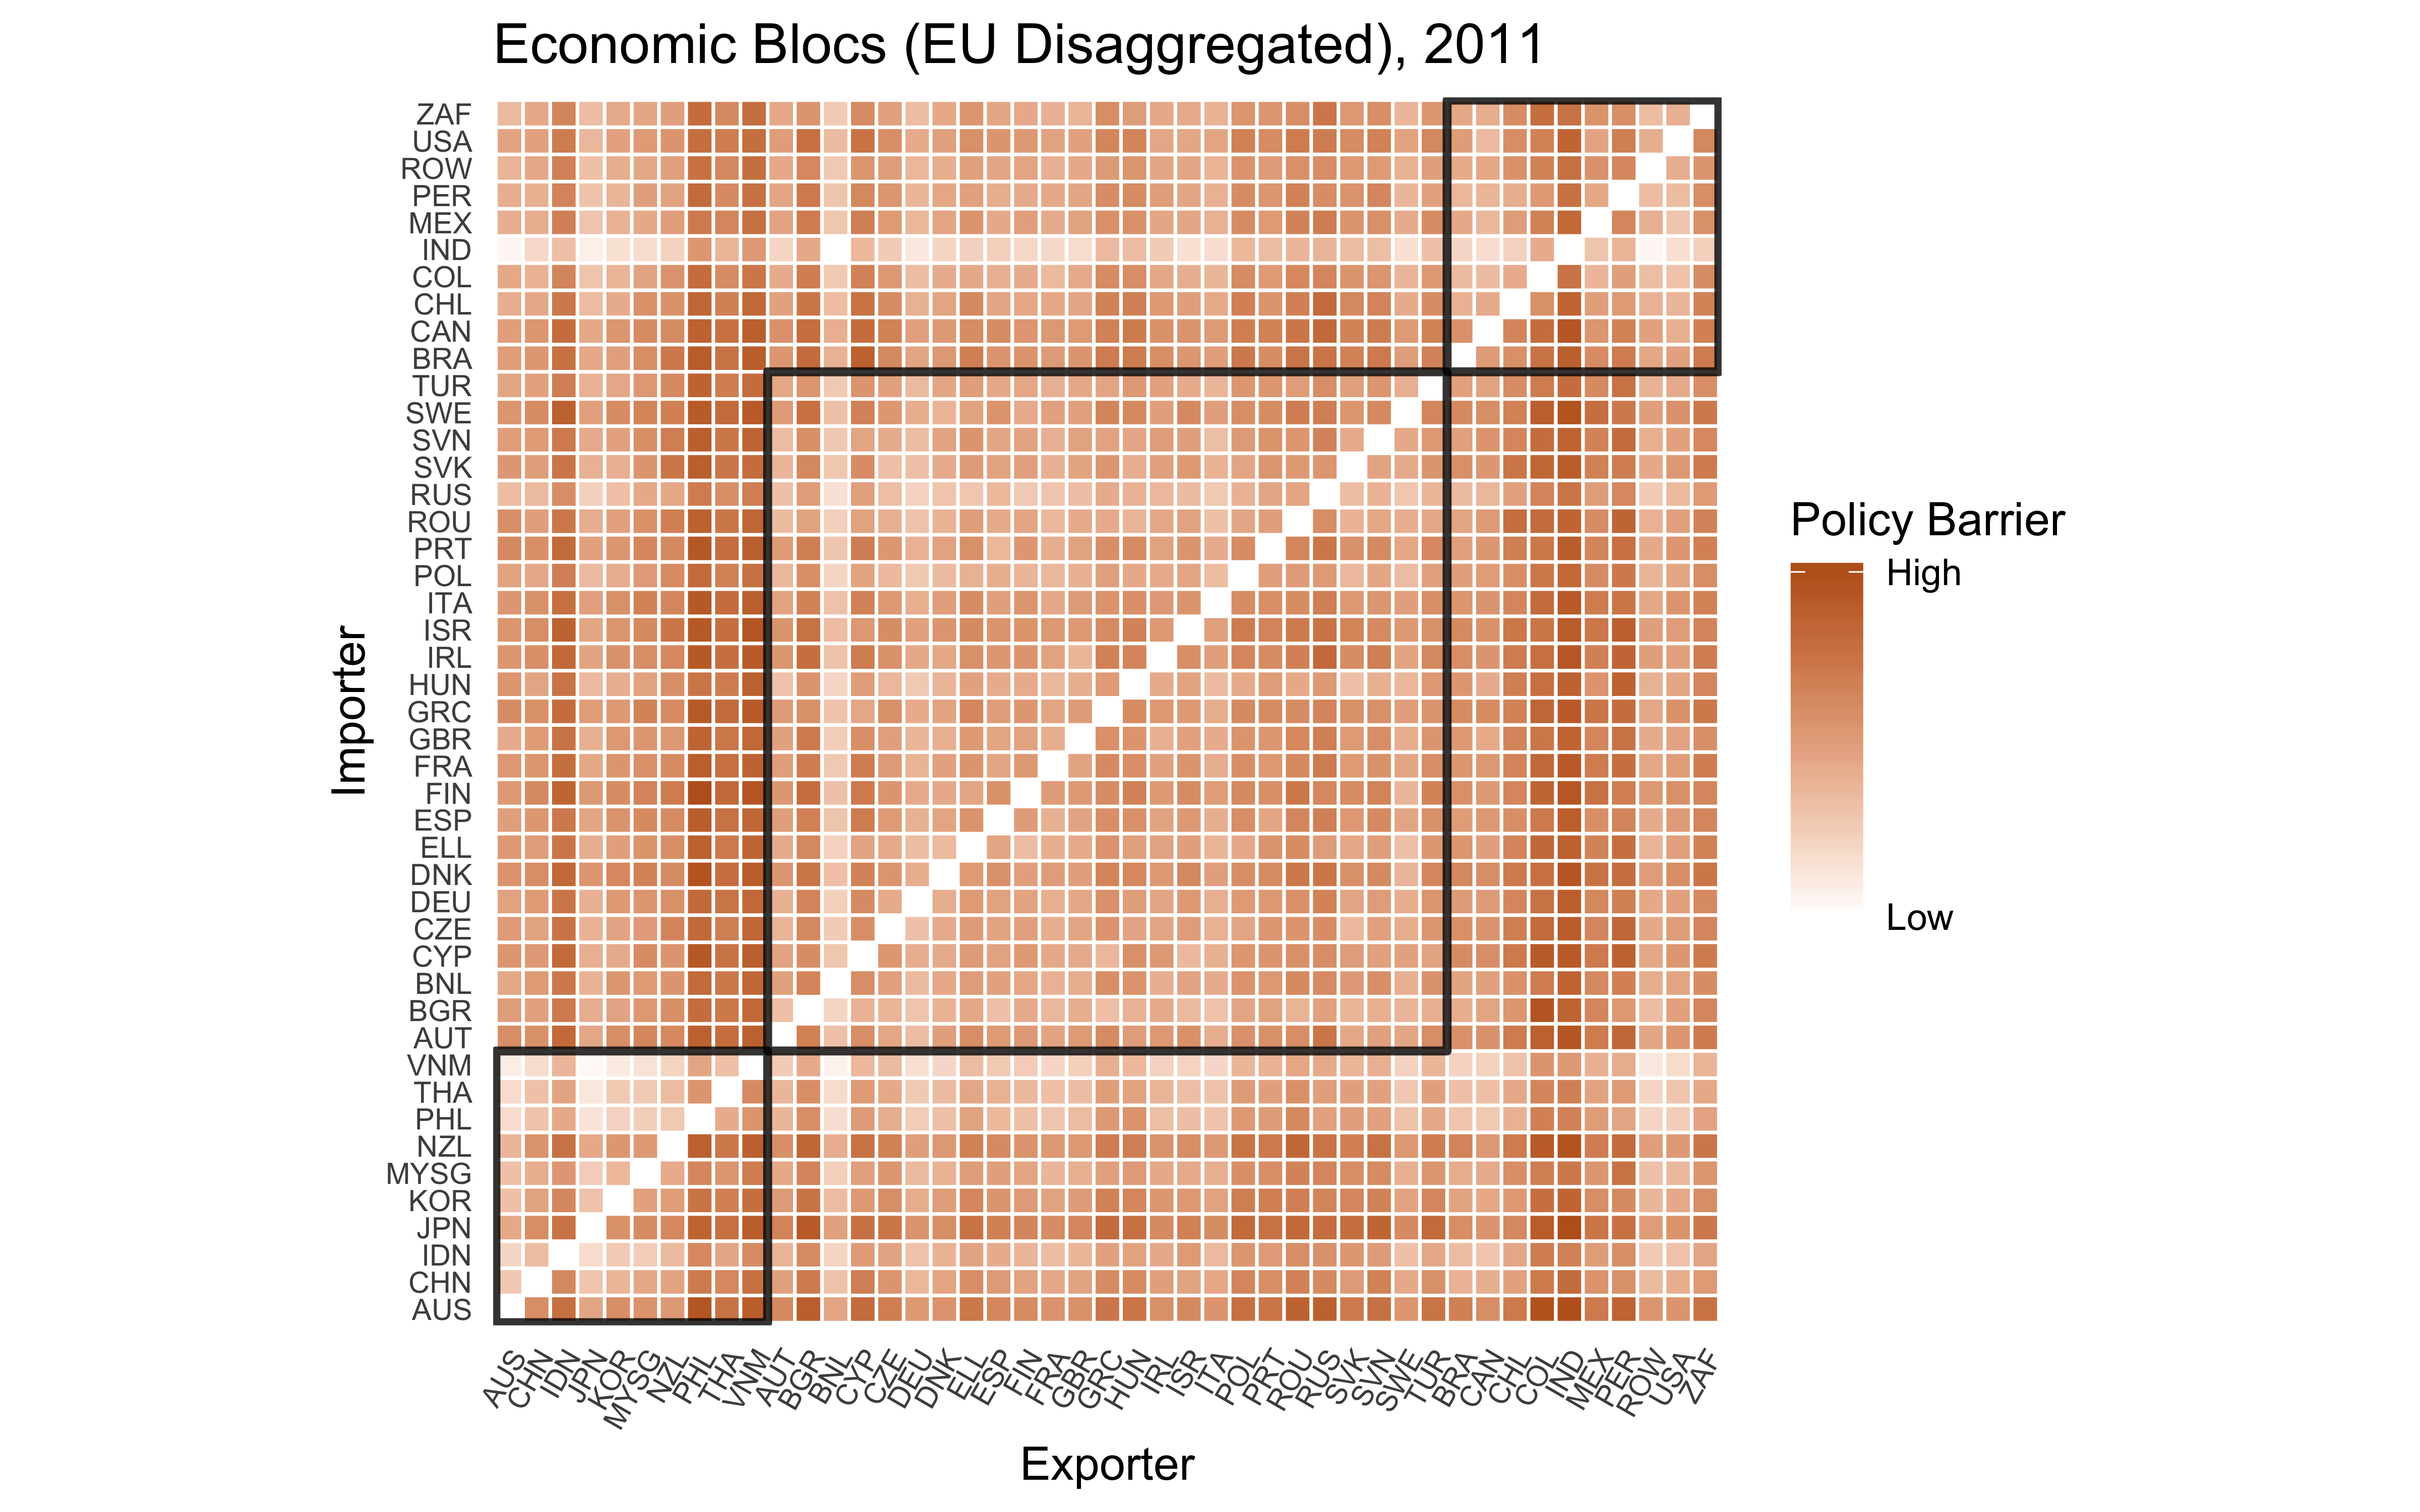 Economic Blocs (EU Disaggregated), 2011
ZAF
USA
ROW
PER
MEX
IND
COL
CHL
CAN
BRA
TUR
SWE
SVN
SVK
RUS
ROU
PRT
POL
ITA
ISR
IRL
HUN
GRC
GBR
FRA
FIN
ESP
ELL
DNK
DEU
CZE
CYP
BNL
BGR
AUT
VNM
THA
PHL
NZL
MYSG
KOR
JPN
IDN
CHN
AUS
Importer
AUS
CHN
IDN
JPN
KOR
MYSG
NZL
PHL
THA
VNM
AUT
BGR
BNL
CYP
CZE
DEU
DNK
ELL
ESP
FIN
FRA
GBR
GRC
HUN
IRL
ISR
ITA
POL
PRT
ROU
RUS
SVK
SVN
SWE
TUR
BRA
CAN
CHL
COL
IND
MEX
PER
ROW
USA
ZAF
Exporter
Policy Barrier
High
Low